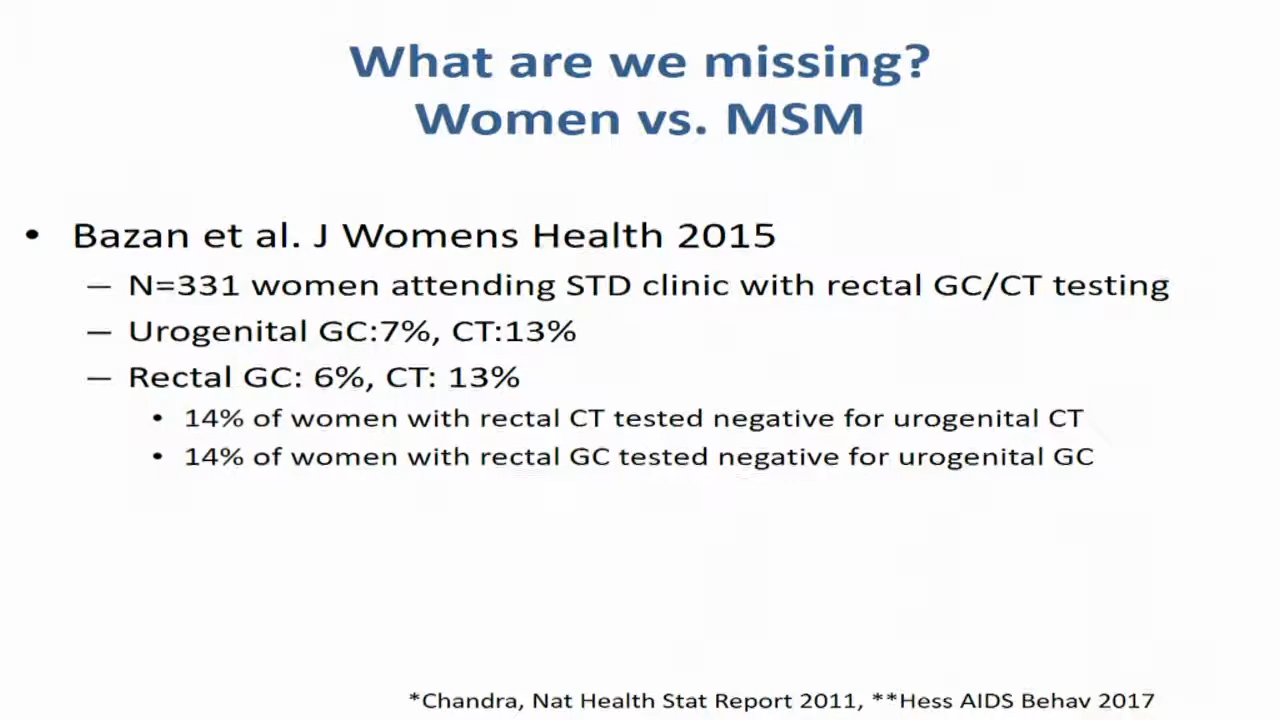 What are we missing?
Women vs. MSM
• Bazan et al. J Womens Health 2015
– N=331 women attending STD clinic with rectal GC/CT testing
– Urogenital GC:7%, CT:13%
– Rectal GC: 6%, CT: 13%
• 14% of women with rectal CT tested negative for urogenital CT
• 14% of women with rectal GC tested negative for urogenital GC
*Chandra, Nat Health Stat Report 2011, **Hess AIDS Behav 2017